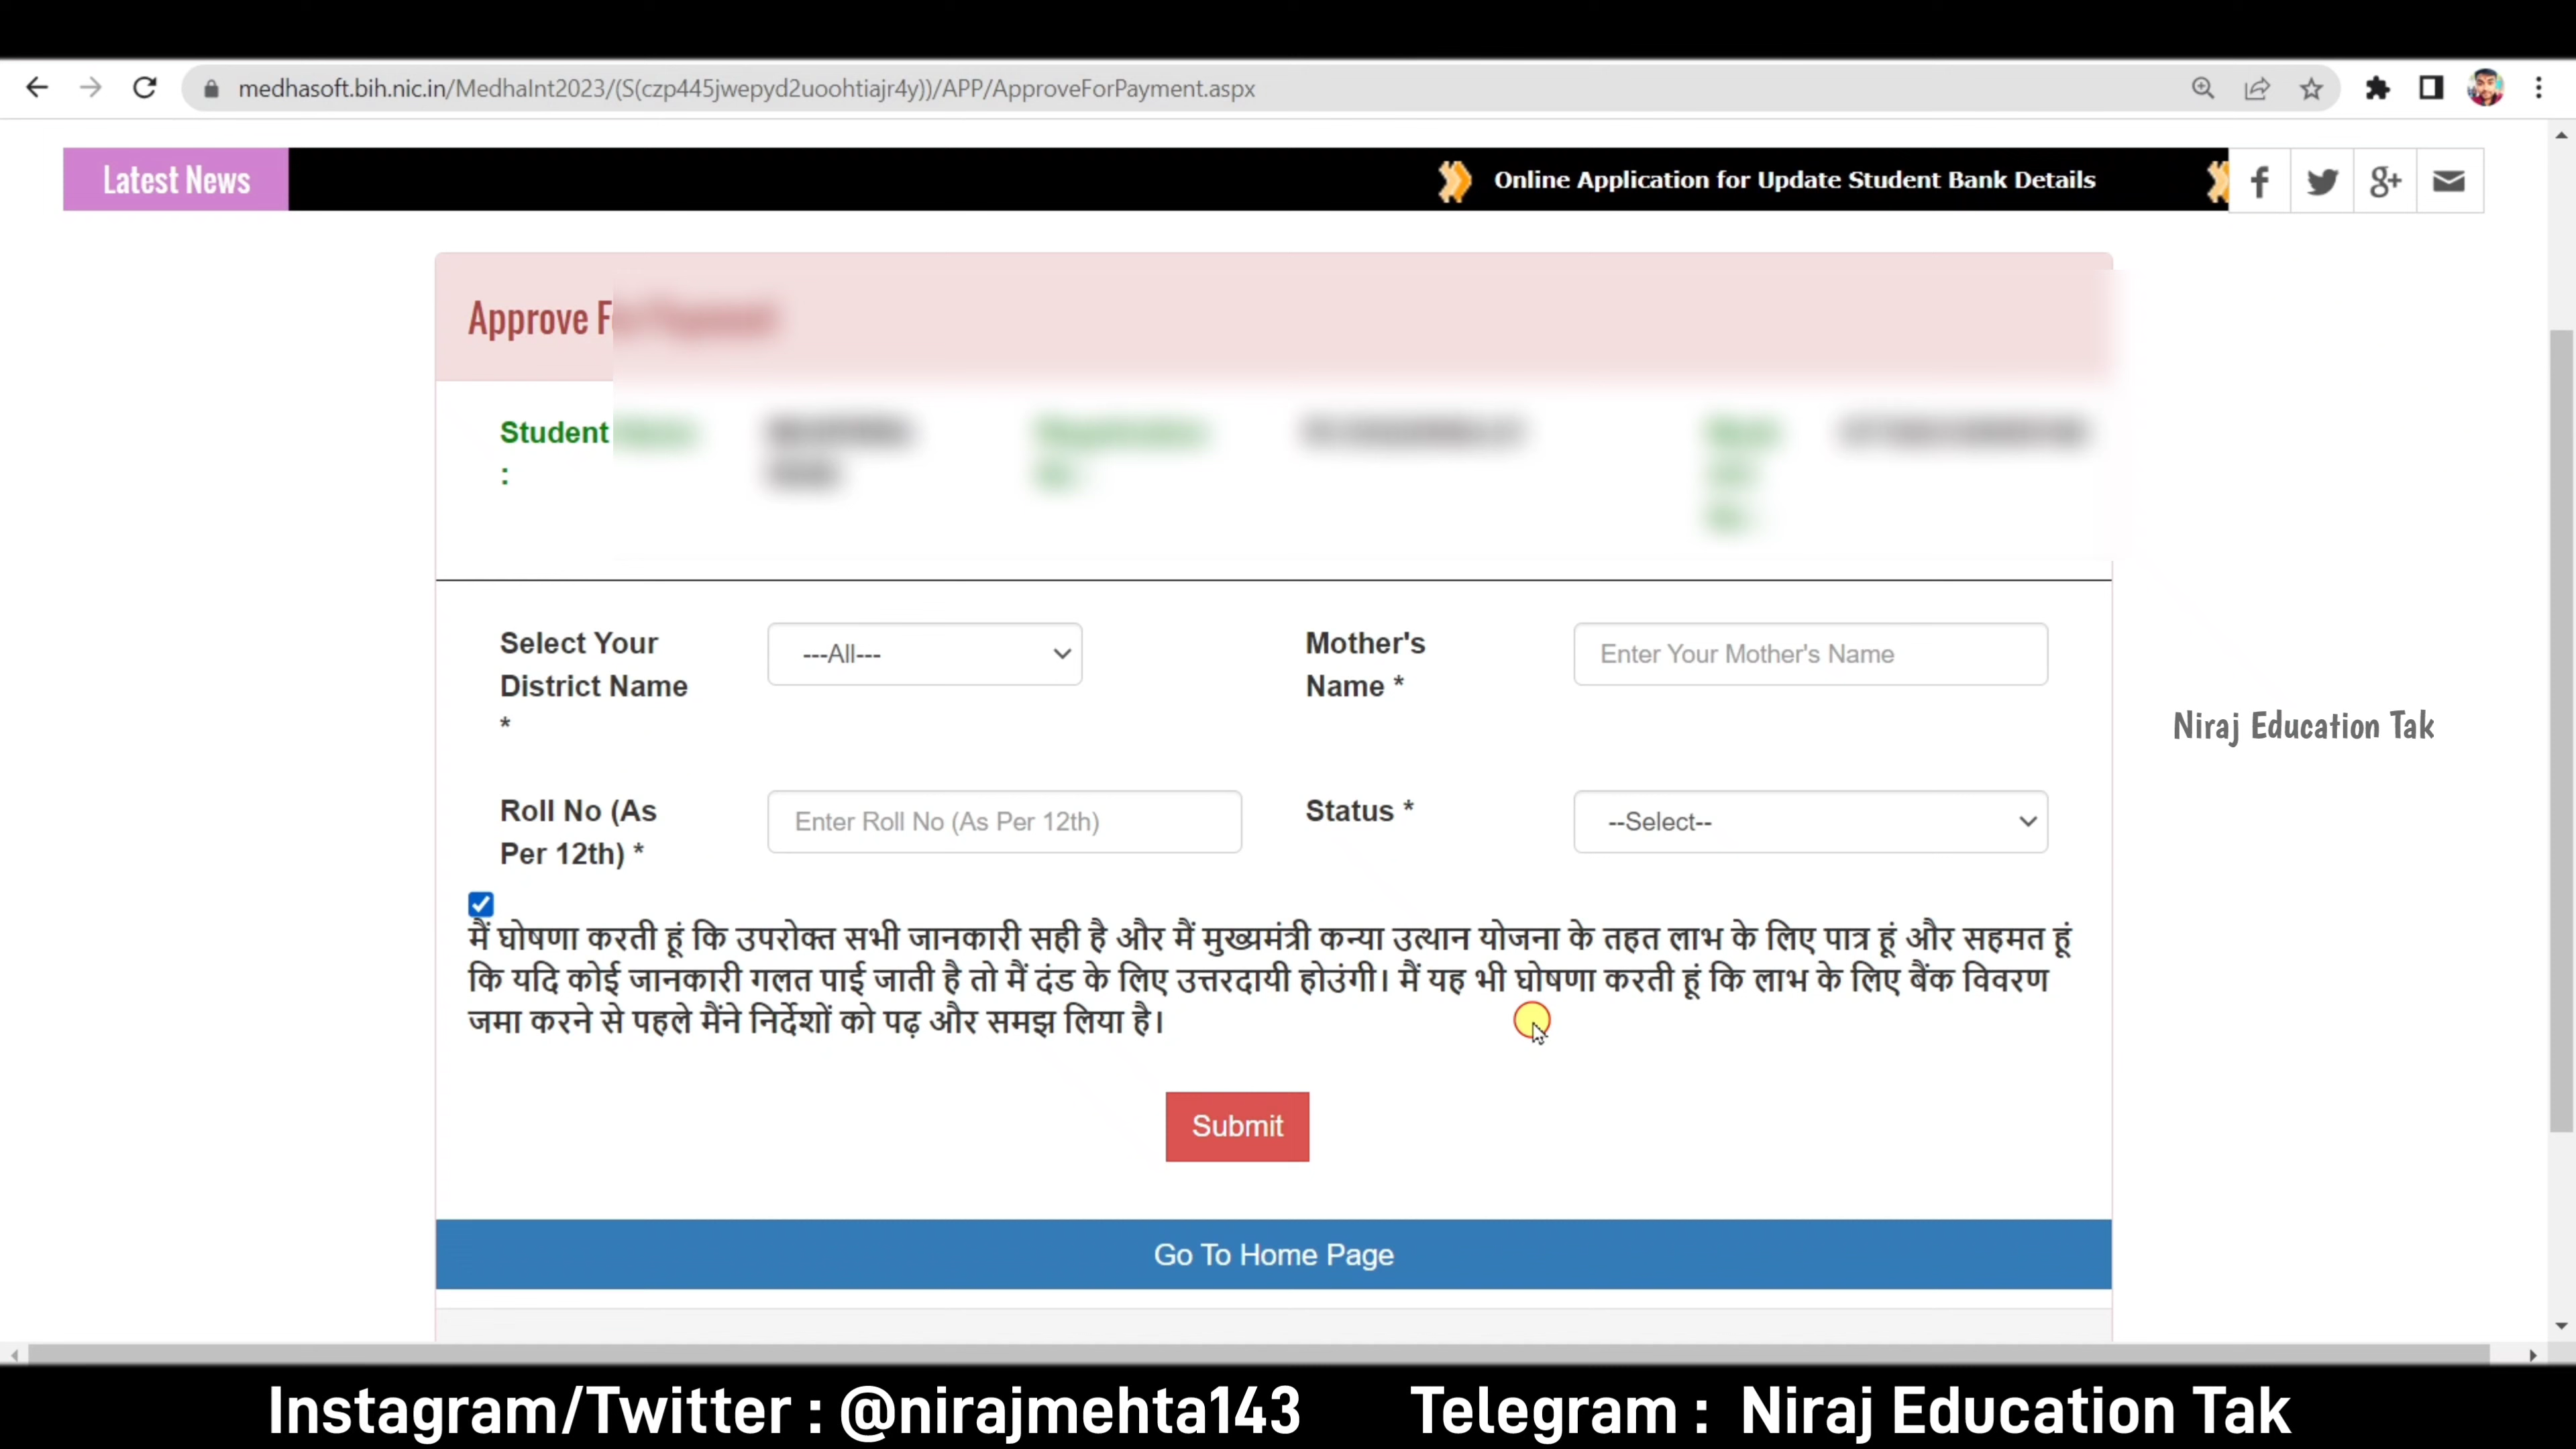 medhasoft.bih.nic.in/MedhaInt2023/(S(czp445jwepyd2uoohtiajr4y))/APP/ApproveForPayment.aspx
Latest News
Online Application for Update Student Bank Details
Approve
Student
:
Select Your District Name *
---All---
Mother's Name *
Enter Your Mother's Name
Niraj Education Tak
Roll No (As Per 12th) *
Enter Roll No (As Per 12th)
Status *
--Select--
मैं घोषणा करती हूं कि उपरोक्त सभी जानकारी सही है और मैं मुख्यमंत्री कन्या उत्थान योजना के तहत लाभ के लिए पात्र हूं और सहमत हूं
कि यदि कोई जानकारी गलत पाई जाती है तो मैं दंड के लिए उत्तरदायी होउंगी। मैं यह भी घोषणा करती हूं कि लाभ के लिए बैंक विवरण
जमा करने से पहले मैंने निर्देशों को पढ़ और समझ लिया है।
Submit
Go To Home Page
Instagram/Twitter : @nirajmehta143 Telegram : Niraj Education Tak